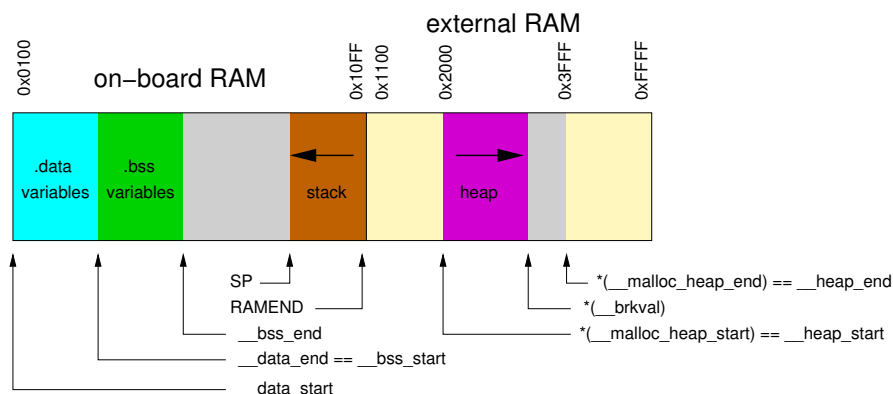 external RAM
on−board RAM
0x0100
0x10FF
0x1100
0x2000
0x3FFF
0xFFFF
.data
variables
.bss
variables
stack
heap
SP
RAMEND
__bss_end
__data_end == __bss_start
__data_start
*(__malloc_heap_end) == __heap_end
*(__brkval)
*(__malloc_heap_start) == __heap_start